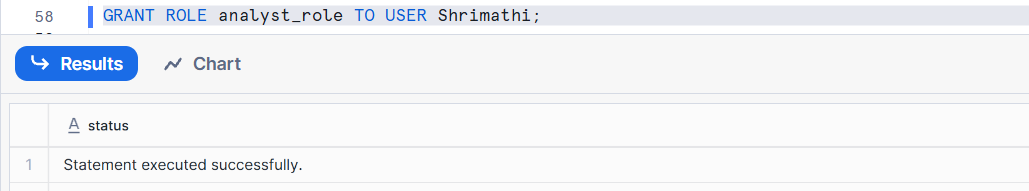 58 GRANT ROLE analyst_role TO USER Shrimathi;
Results Chart
A status
1 Statement executed successfully.